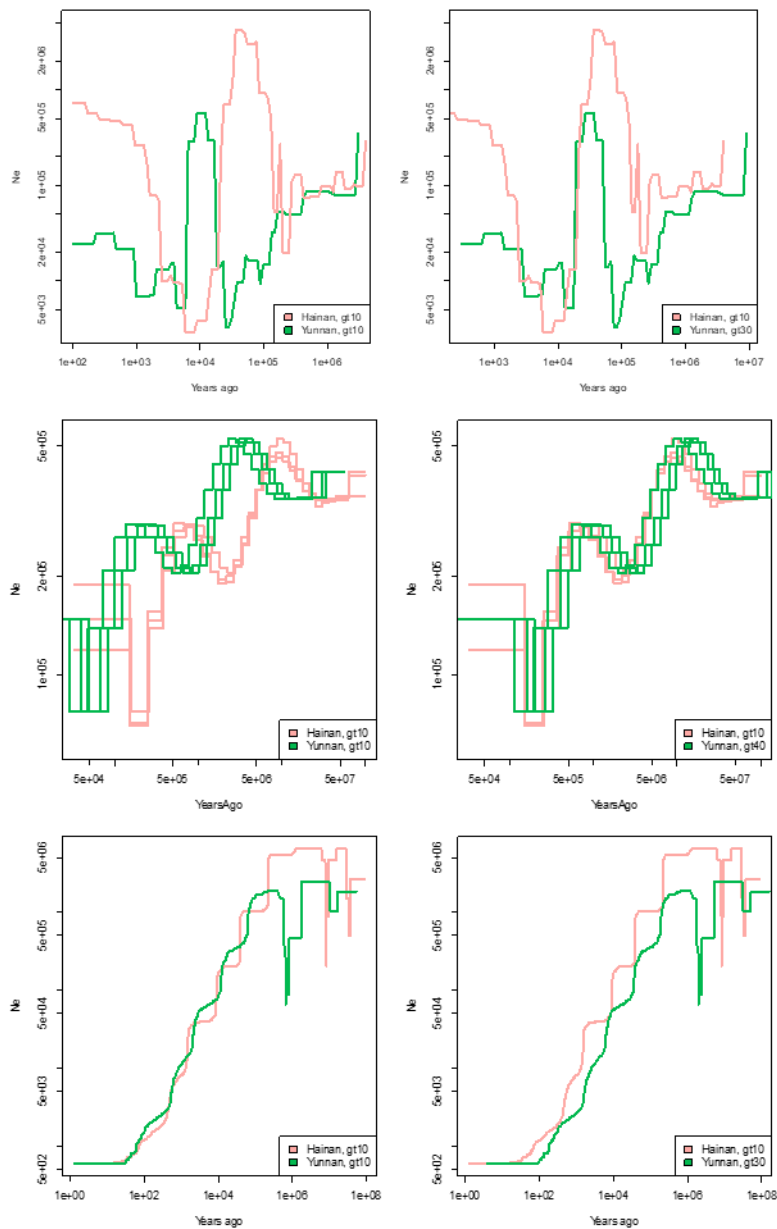 Ne
2e+06
5e+05
1e+05
2e+04
5e+03
Hainan, gt10
Yunnan, gt10
1e+02 1e+03 1e+04 1e+05 1e+06
Years ago
Ne
2e+06
5e+05
1e+05
2e+04
5e+03
Hainan, gt10
Yunnan, gt30
1e+03 1e+04 1e+05 1e+06 1e+07
Years ago
Ne
5e+05
2e+05
1e+05
Hainan, gt10
Yunnan, gt10
5e+04 5e+05 5e+06 5e+07
YearsAgo
Ne
5e+05
2e+05
1e+05
Hainan, gt10
Yunnan, gt40
5e+04 5e+05 5e+06 5e+07
YearsAgo
Ne
5e+06
5e+05
5e+04
5e+03
5e+02
Hainan, gt10
Yunnan, gt10
1e+00 1e+02 1e+04 1e+06 1e+08
Years ago
Ne
5e+06
5e+05
5e+04
5e+03
5e+02
Hainan, gt10
Yunnan, gt30
1e+00 1e+02 1e+04 1e+06 1e+08
Years ago